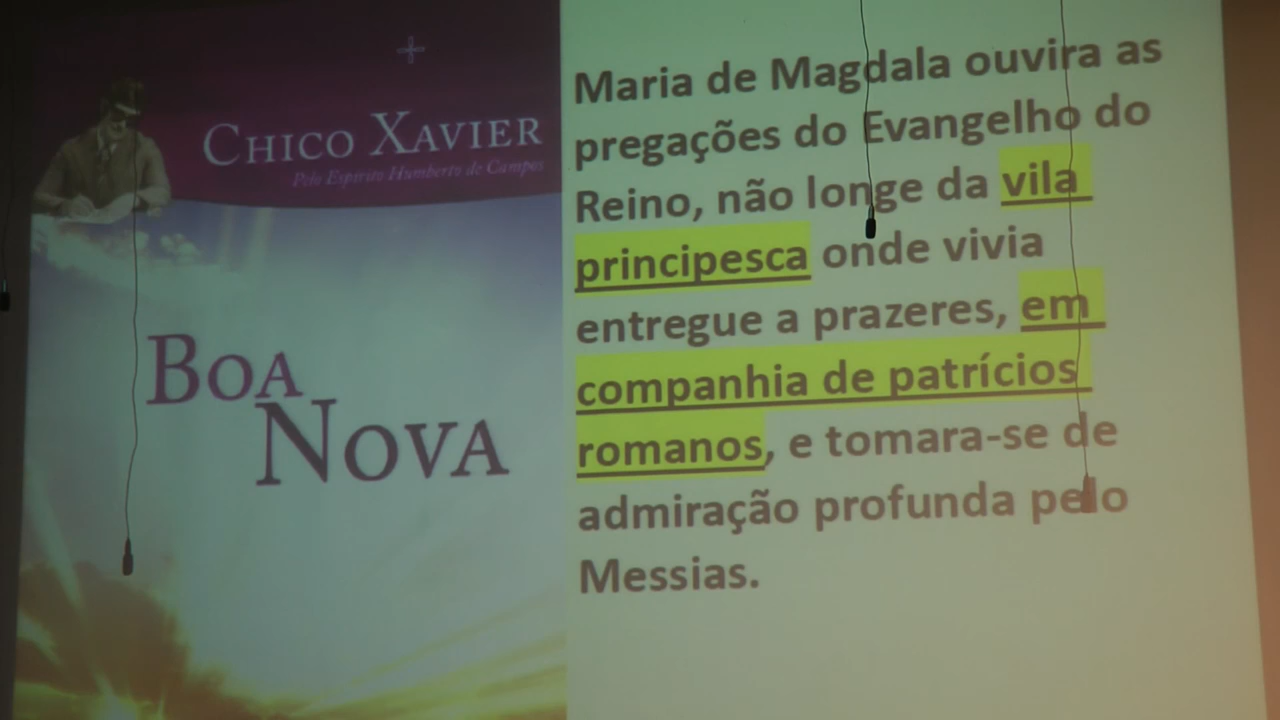 CHICO XAVIER
Pelo Espírito Humberto de Campos
BOA
NOVA
Maria de Magdala ouvira as
pregações do Evangelho do
Reino, não longe da vila
principesca onde vivia
entregue a prazeres, em
companhia de patrícios
romanos, e tomara-se de
admiração profunda pelo
Messias.